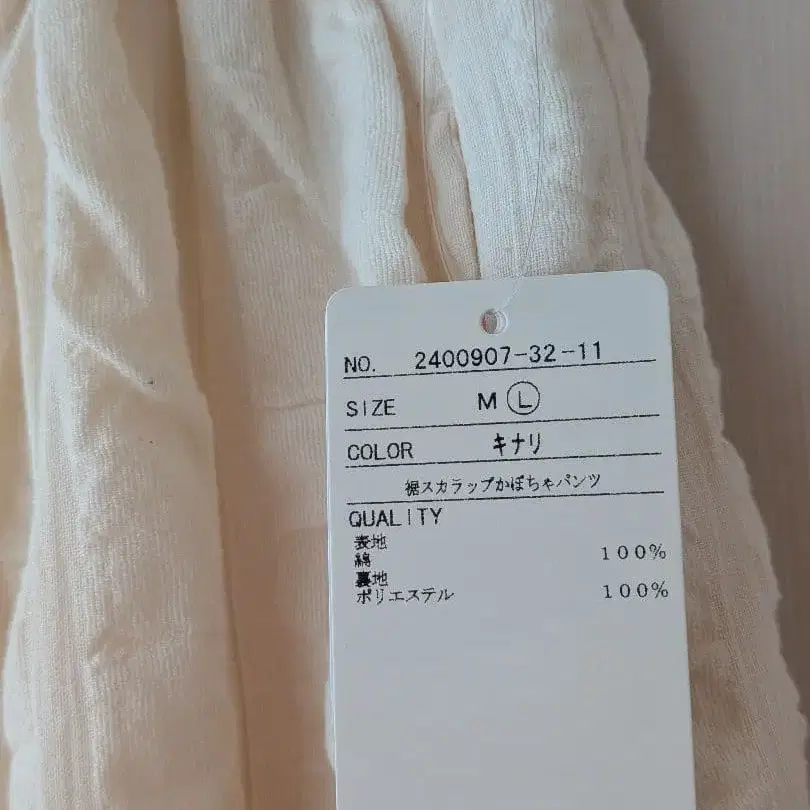 NO. 2400907-32-11
SIZE M L
COLOR キナリ
裾スカラップかぼちゃパンツ
QUALITY
表地
綿 100%
裏地
ポリエステル 100%